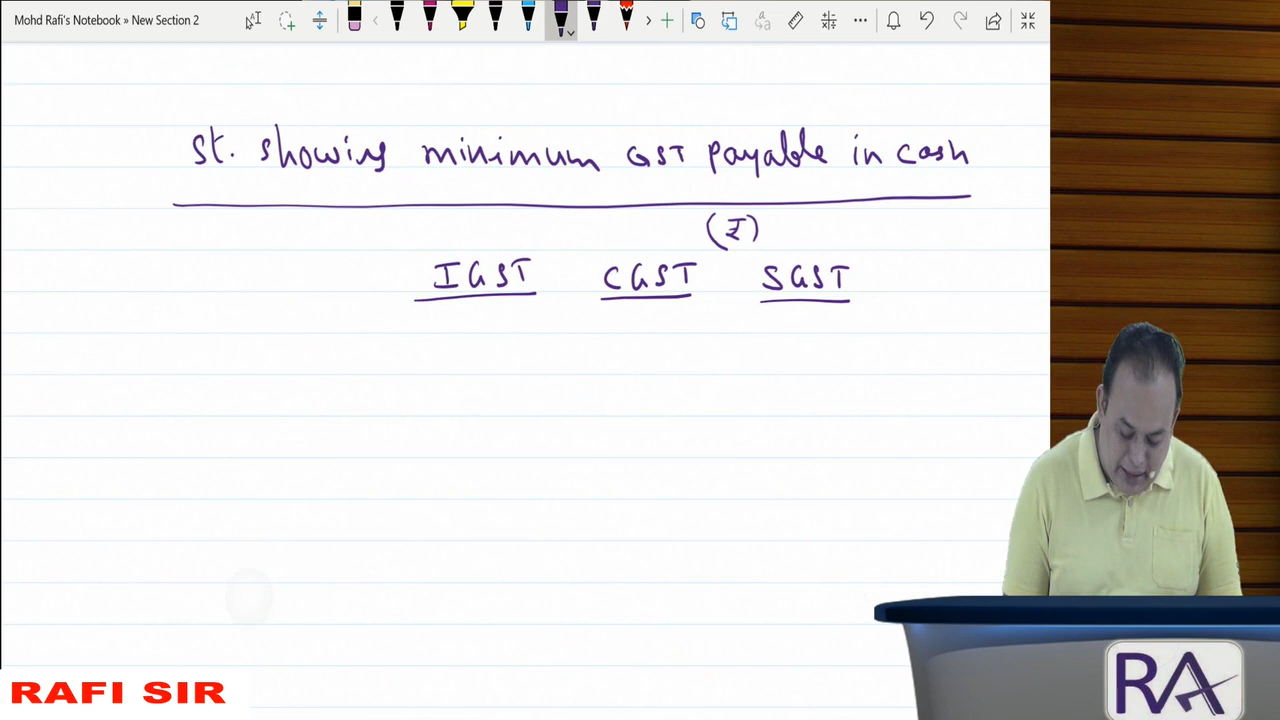 Mohd Rafi's Notebook » New Section 2
St. showing minimum GST payable in cash
(₹)
IGST CGST SGST
RA
RAFI SIR